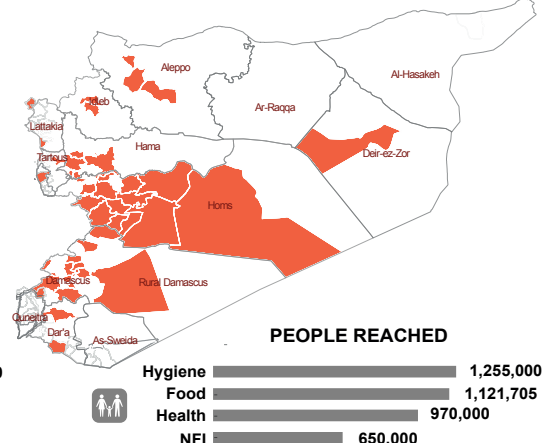 Aleppo
Al-Hasakeh
Idleb
Ar-Raqqa
Lattakia
Hama
Tartous
Deir-ez-Zor
Homs
Damascus
Rural Damascus
Quneitra
Dar'a
As-Sweida
PEOPLE REACHED
Hygiene 1,255,000
Food 1,121,705
Health 970,000
NFI 650,000